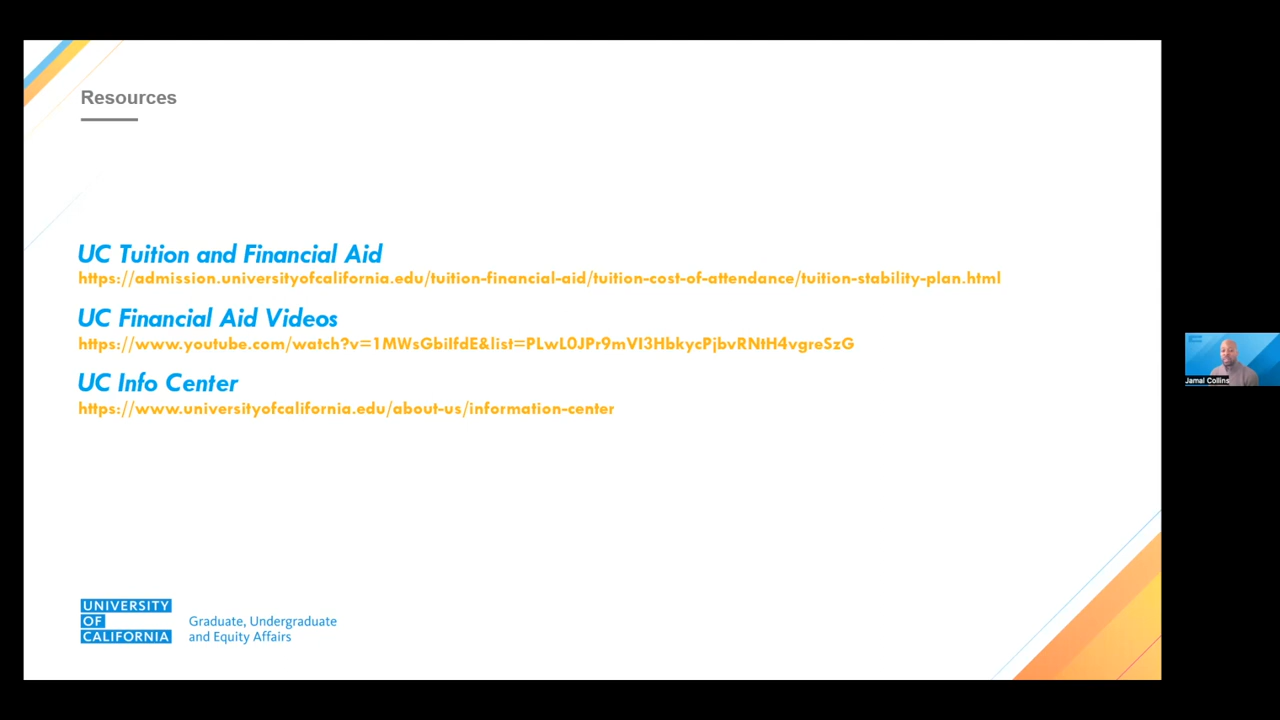 Resources
UC Tuition and Financial Aid
https://admission.universityofcalifornia.edu/tuition-financial-aid/tuition-cost-of-attendance/tuition-stability-plan.html
UC Financial Aid Videos
https://www.youtube.com/watch?v=1MWsGbiIfdE&list=PLwL0JPr9mVI3HbkycPjbvRNtH4vgreSzG
UC Info Center
https://www.universityofcalifornia.edu/about-us/information-center
Jamal Collins
UNIVERSITY
OF
CALIFORNIA
Graduate, Undergraduate
and Equity Affairs